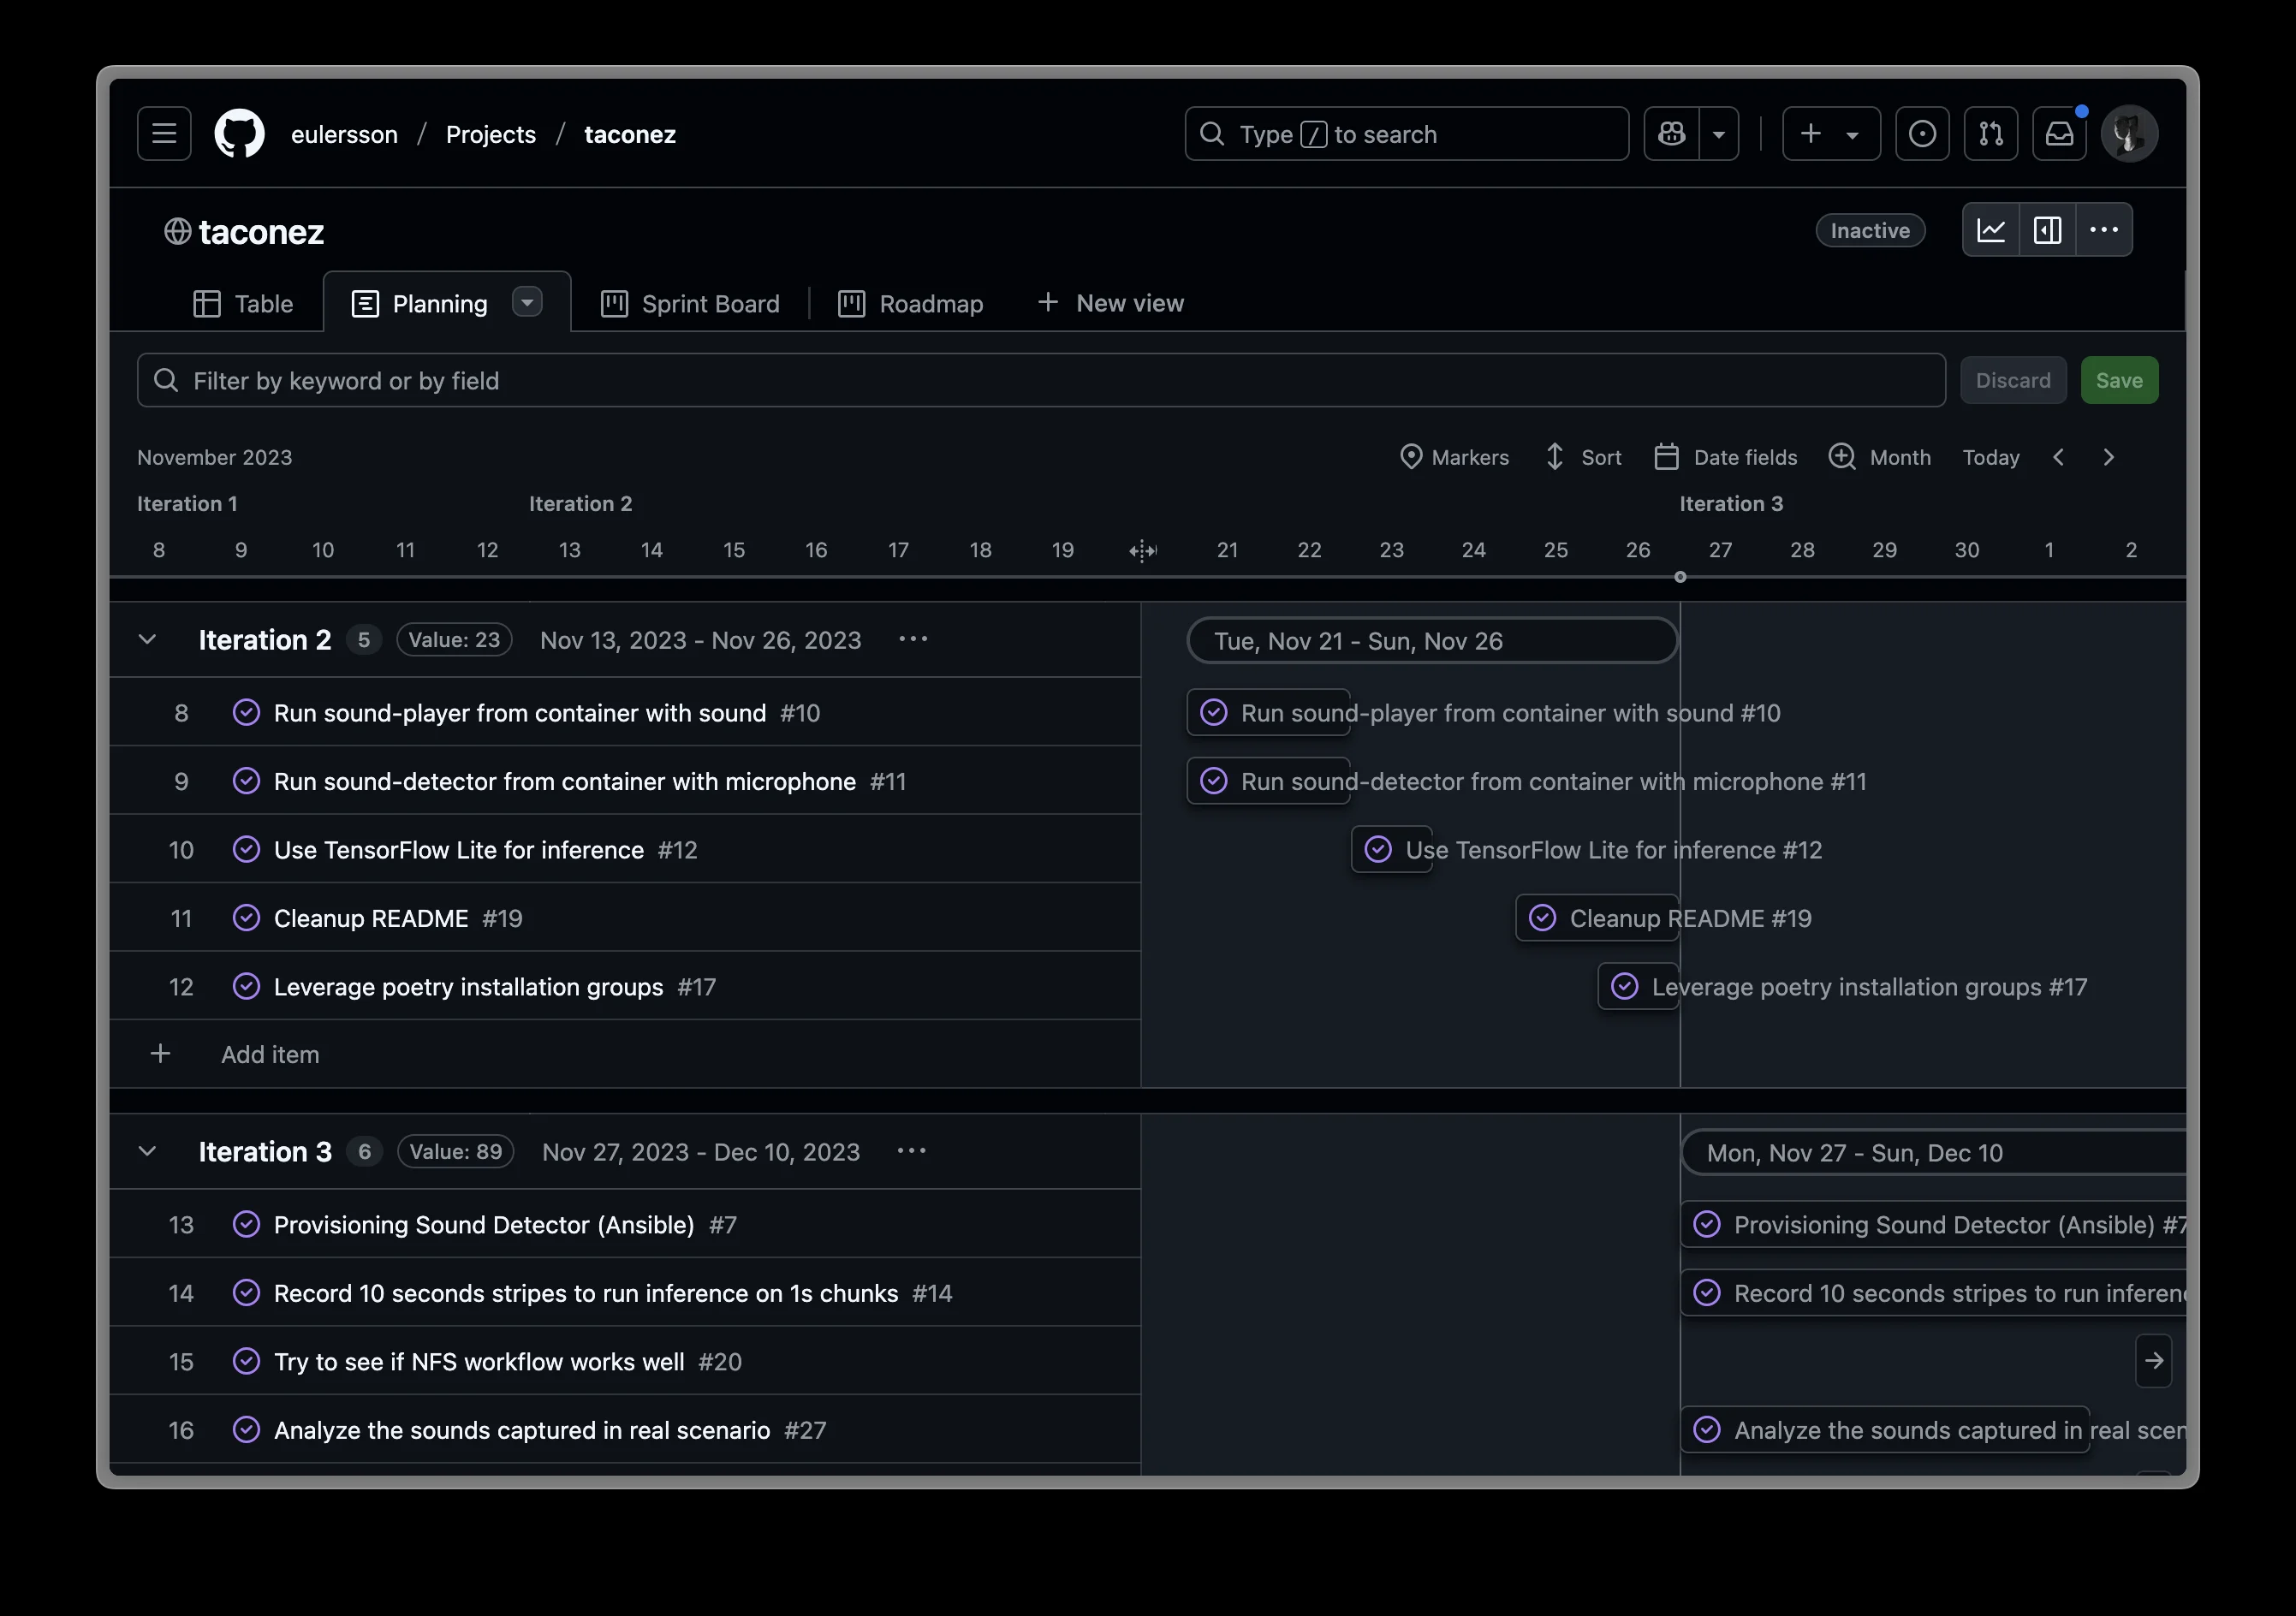 eulersson / Projects / taconez
Type / to search
taconez
Inactive
Table
Planning
Sprint Board
Roadmap
New view
Filter by keyword or by field
Discard
Save
November 2023
Markers
Sort
Date fields
Month
Today
Iteration 1
Iteration 2
Iteration 3
8 9 10 11 12 13 14 15 16 17 18 19 21 22 23 24 25 26 27 28 29 30 1 2
Iteration 2 5 Value: 23 Nov 13, 2023 - Nov 26, 2023
Tue, Nov 21 - Sun, Nov 26
8 Run sound-player from container with sound #10
Run sound-player from container with sound #10
9 Run sound-detector from container with microphone #11
Run sound-detector from container with microphone #11
10 Use TensorFlow Lite for inference #12
Use TensorFlow Lite for inference #12
11 Cleanup README #19
Cleanup README #19
12 Leverage poetry installation groups #17
Leverage poetry installation groups #17
Add item
Iteration 3 6 Value: 89 Nov 27, 2023 - Dec 10, 2023
Mon, Nov 27 - Sun, Dec 10
13 Provisioning Sound Detector (Ansible) #7
Provisioning Sound Detector (Ansible) #7
14 Record 10 seconds stripes to run inference on 1s chunks #14
Record 10 seconds stripes to run inferen
15 Try to see if NFS workflow works well #20
16 Analyze the sounds captured in real scenario #27
Analyze the sounds captured in real scen